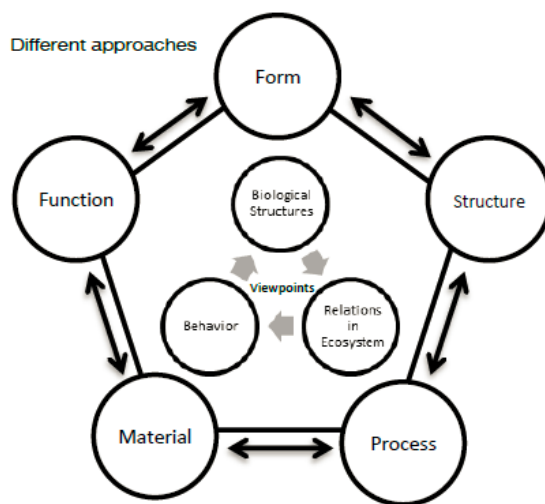 Different approaches
Form
Function
Structure
Biological
Structures
Viewpoints
Behavior
Relations
in
Ecosystem
Material
Process